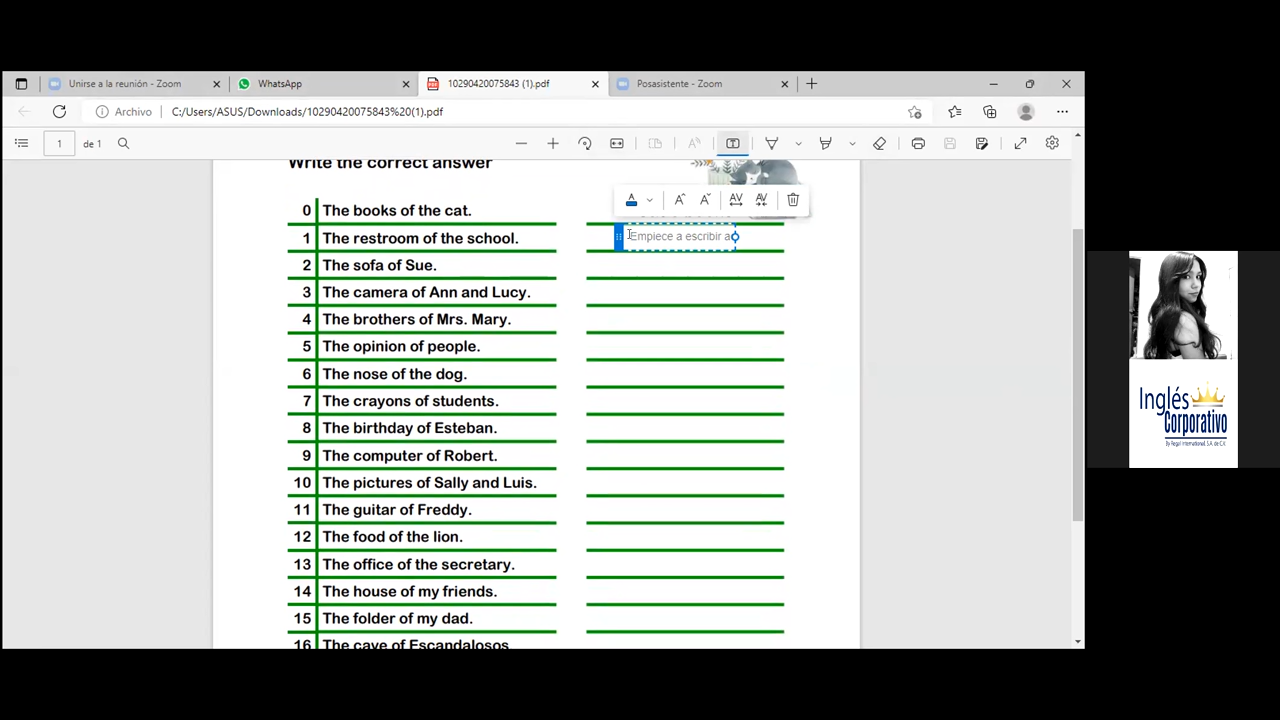 Unirse a la reunión - Zoom
WhatsApp
10290420075843 (1).pdf
Posasistente - Zoom
Archivo
C:/Users/ASUS/Downloads/10290420075843%20(1).pdf
1 de 1
Write the correct answer
0 The books of the cat.
1 The restroom of the school.
Empiece a escribir a
2 The sofa of Sue.
3 The camera of Ann and Lucy.
4 The brothers of Mrs. Mary.
5 The opinion of people.
6 The nose of the dog.
7 The crayons of students.
8 The birthday of Esteban.
9 The computer of Robert.
10 The pictures of Sally and Luis.
11 The guitar of Freddy.
12 The food of the lion.
13 The office of the secretary.
14 The house of my friends.
15 The folder of my dad.
16 The cave of Escandalosos.
Inglés
Corporativo
By Regal International, S.A. de C.V.